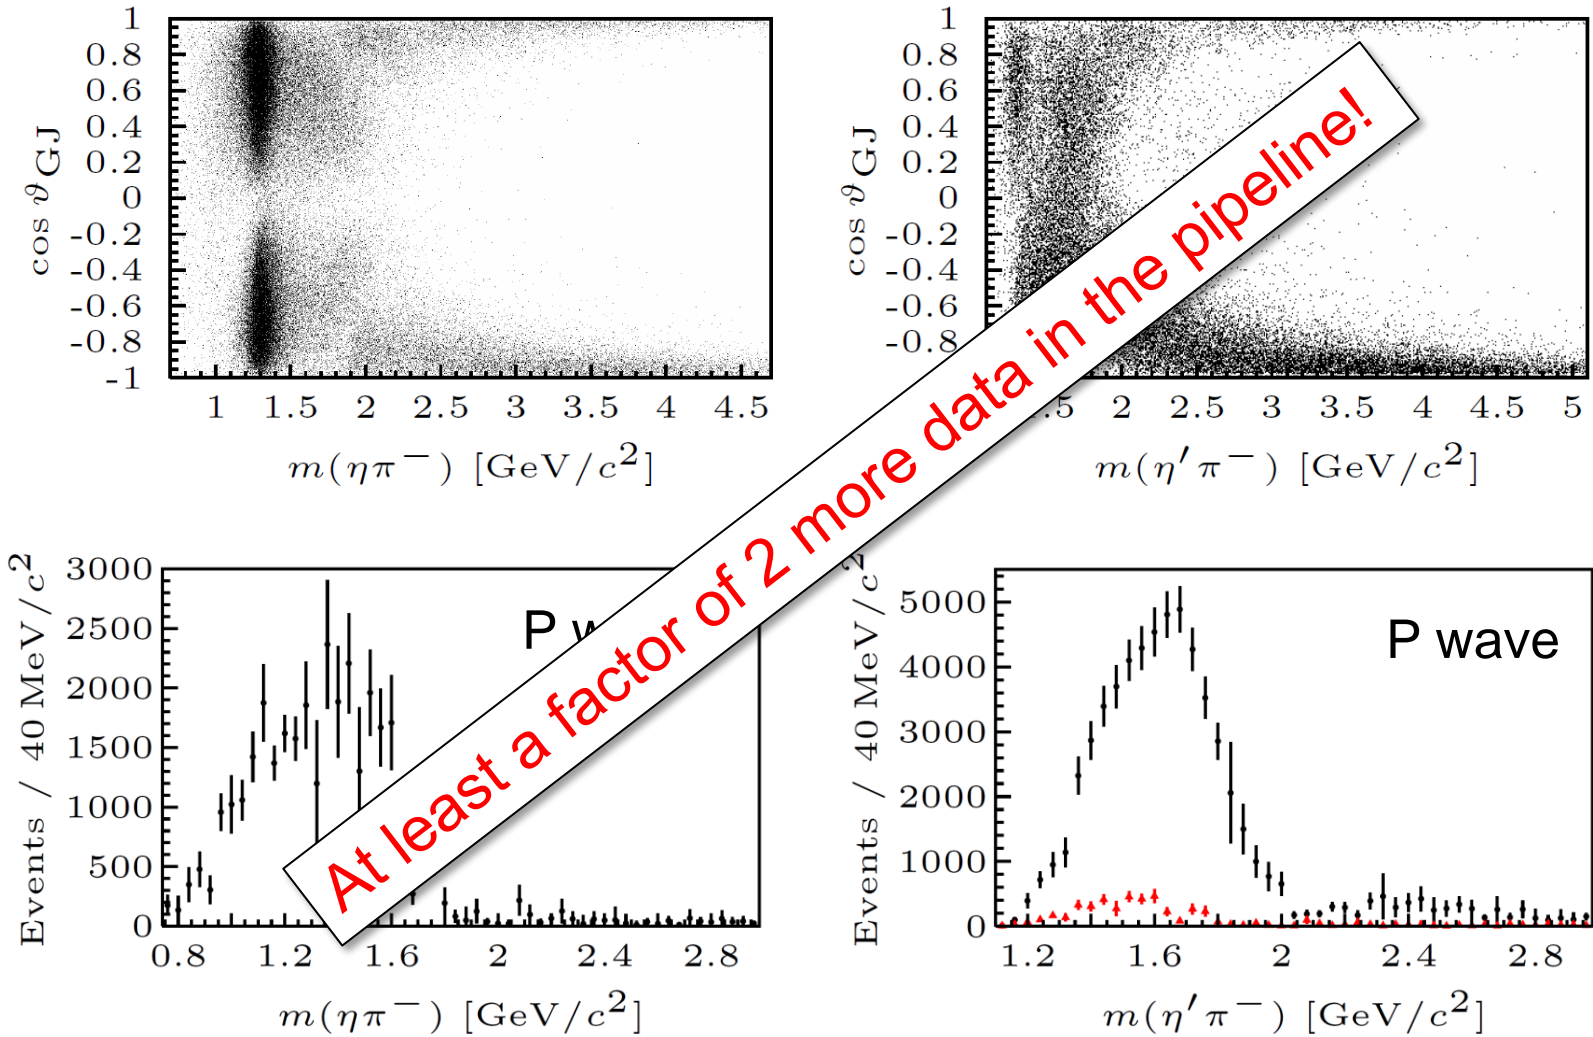 1
0.8
0.6
0.4
0.2
0
-0.2
-0.4
-0.6
-0.8
-1
cos ϑGJ
1 1.5 2 2.5 3 3.5 4 4.5
m(ηπ⁻) [GeV/c²]
1
0.8
0.6
0.4
0.2
0
-0.2
-0.4
-0.6
-0.8
cos ϑGJ
2 2.5 3 3.5 4 4.5 5
m(η′π⁻) [GeV/c²]
At least a factor of 2 more data in the pipeline!
3000
2500
2000
1500
1000
500
0
Events / 40 MeV/c²
P
0.8 1.2 1.6 2 2.4 2.8
m(ηπ⁻) [GeV/c²]
5000
4000
3000
2000
1000
0
Events / 40 MeV/c²
P wave
1.2 1.6 2 2.4 2.8
m(η′π⁻) [GeV/c²]